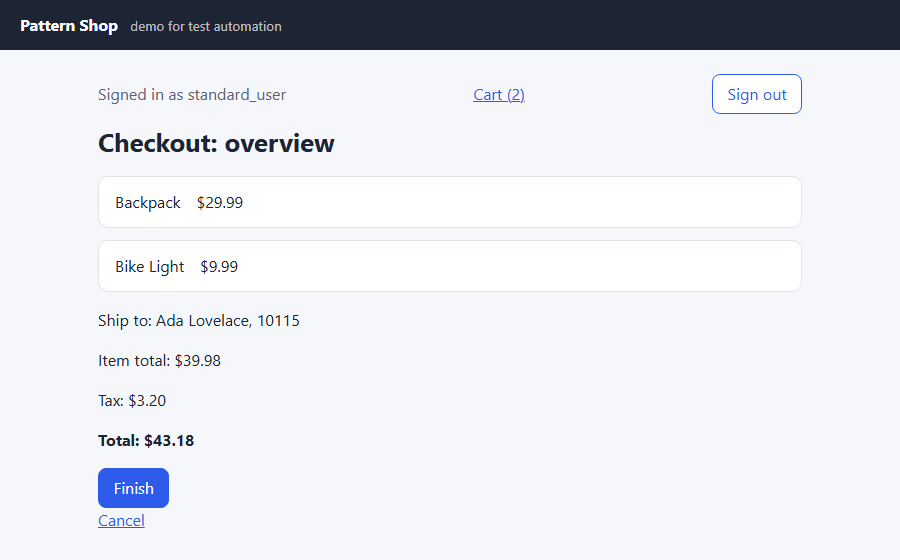 Pattern Shop demo for test automation
Signed in as standard_user Cart (2) Sign out
Checkout: overview
Backpack $29.99
Bike Light $9.99
Ship to: Ada Lovelace, 10115
Item total: $39.98
Tax: $3.20
Total: $43.18
Finish
Cancel